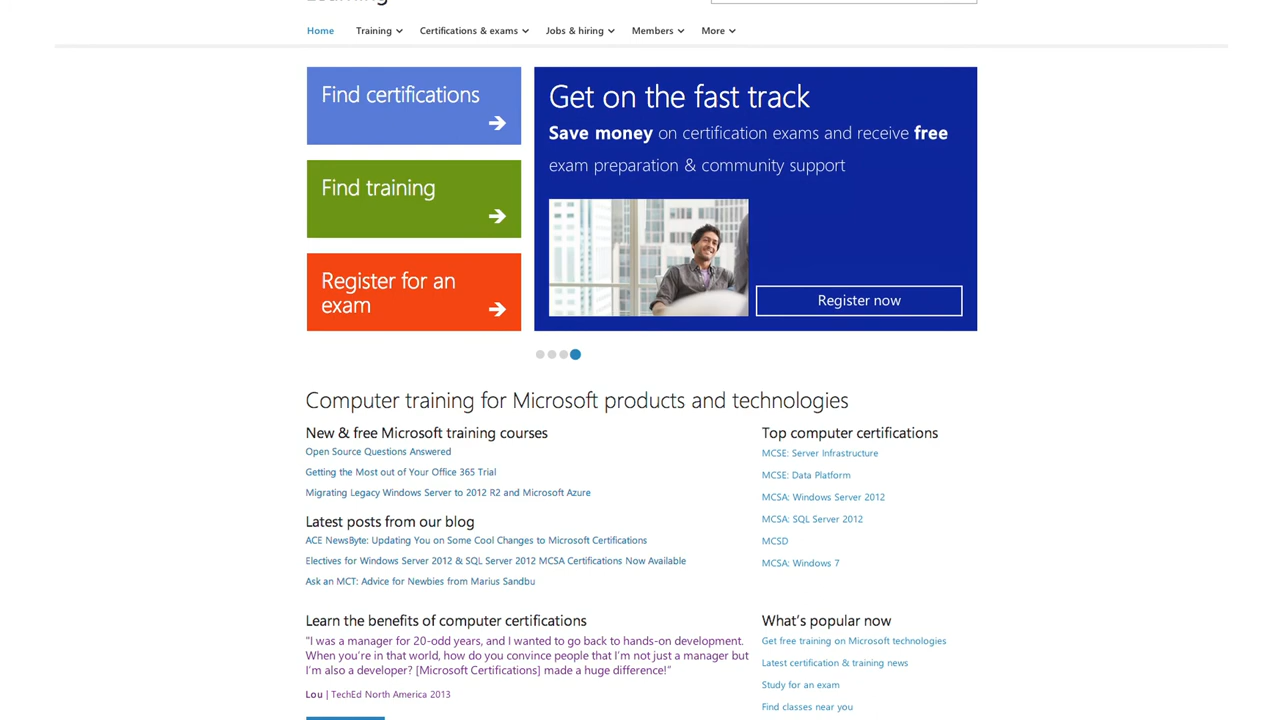 Learning
Home Training Certifications & exams Jobs & hiring Members More
Find certifications
Find training
Register for an
exam
Get on the fast track
Save money on certification exams and receive free
exam preparation & community support
Register now
Computer training for Microsoft products and technologies
New & free Microsoft training courses
Open Source Questions Answered
Getting the Most out of Your Office 365 Trial
Migrating Legacy Windows Server to 2012 R2 and Microsoft Azure
Latest posts from our blog
ACE NewsByte: Updating You on Some Cool Changes to Microsoft Certifications
Electives for Windows Server 2012 & SQL Server 2012 MCSA Certifications Now Available
Ask an MCT: Advice for Newbies from Marius Sandbu
Top computer certifications
MCSE: Server Infrastructure
MCSE: Data Platform
MCSA: Windows Server 2012
MCSA: SQL Server 2012
MCSD
MCSA: Windows 7
Learn the benefits of computer certifications
"I was a manager for 20-odd years, and I wanted to go back to hands-on development.
When you're in that world, how do you convince people that I'm not just a manager but
I'm also a developer? [Microsoft Certifications] made a huge difference!"
Lou | TechEd North America 2013
What's popular now
Get free training on Microsoft technologies
Latest certification & training news
Study for an exam
Find classes near you